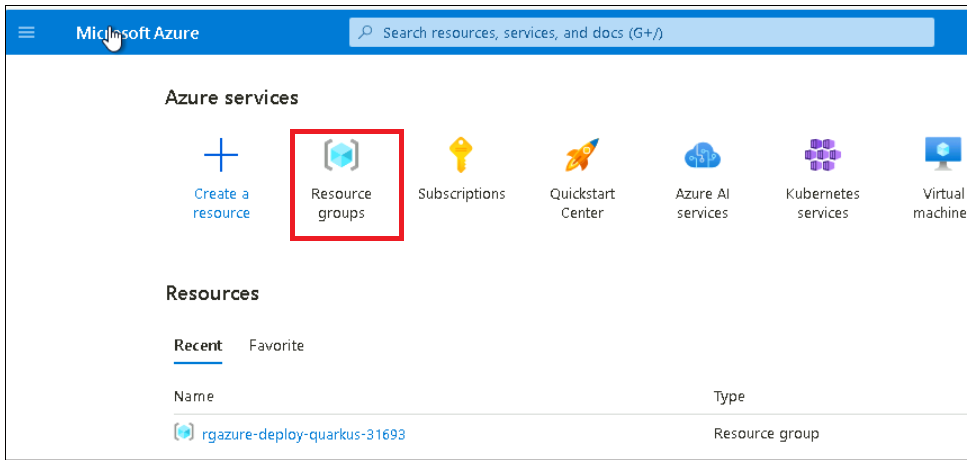 Microsoft Azure
Search resources, services, and docs (G+/)
Azure services
Create a
resource
Resource
groups
Subscriptions
Quickstart
Center
Azure AI
services
Kubernetes
services
Virtual
machine
Resources
Recent Favorite
Name Type
rgazure-deploy-quarkus-31693 Resource group